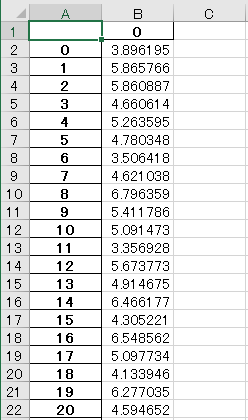 A B C
1 0
2 0 3.896195
3 1 5.865766
4 2 5.860887
5 3 4.660614
6 4 5.263595
7 5 4.780348
8 6 3.506418
9 7 4.621038
10 8 6.796359
11 9 5.411786
12 10 5.091473
13 11 3.356928
14 12 5.673773
15 13 4.914675
16 14 6.466177
17 15 4.305221
18 16 6.548562
19 17 5.097734
20 18 4.133946
21 19 6.277035
22 20 4.594652